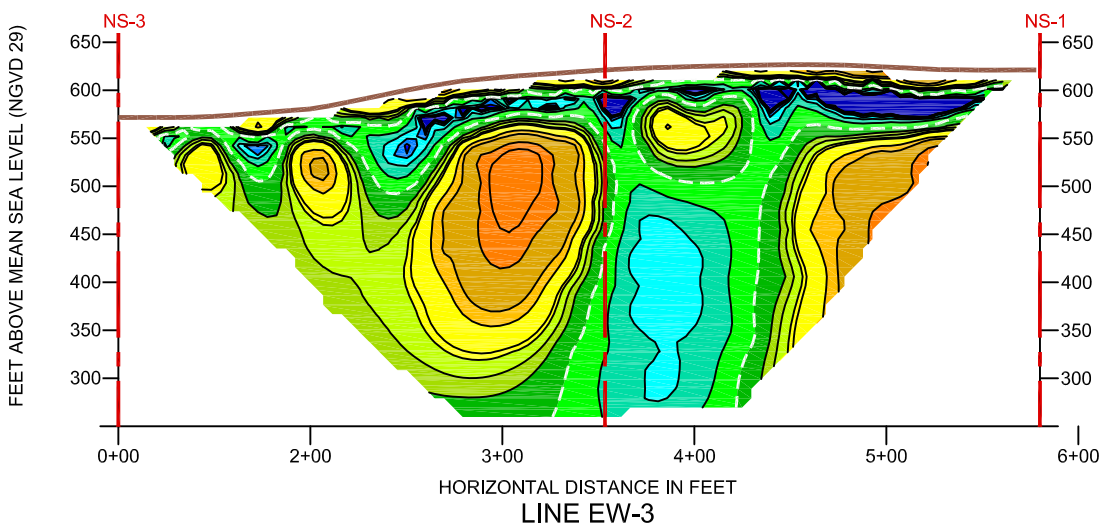 NS-3 NS-2 NS-1
FEET ABOVE MEAN SEA LEVEL (NGVD 29)
650 650
600 600
550 550
500 500
450 450
400 400
350 350
300 300
0+00 2+00 3+00 4+00 5+00 6+00
HORIZONTAL DISTANCE IN FEET
LINE EW-3